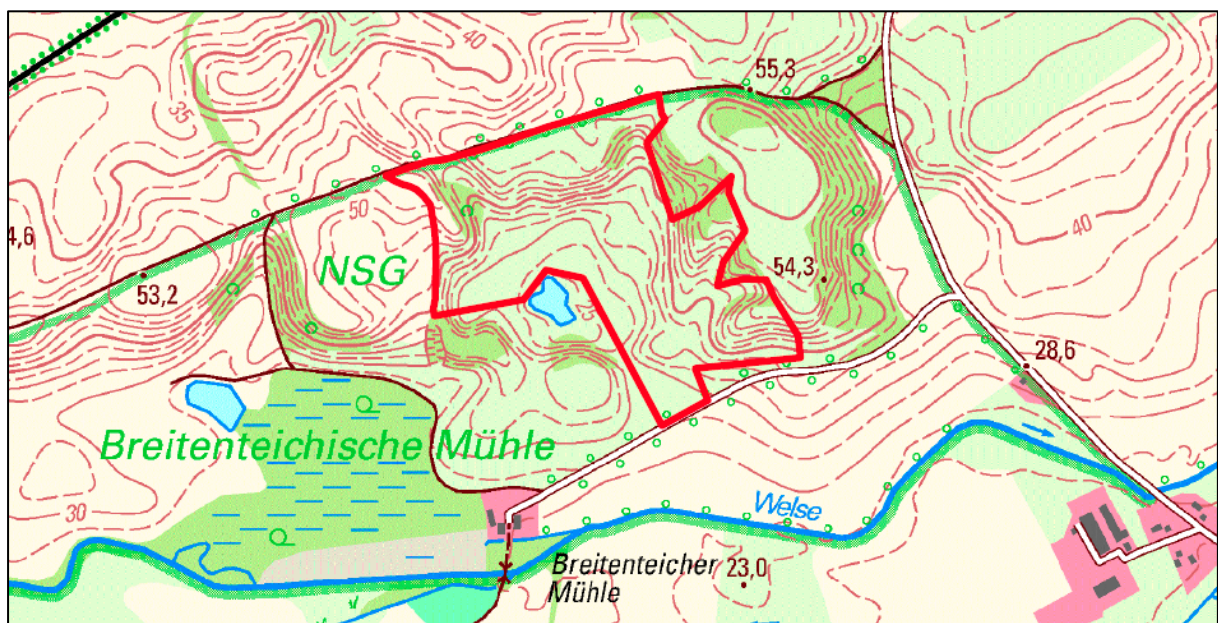 40
55,3
35
50
4,6
NSG
40
53,2
54,3
28,6
Breitenteichische Mühle
30
Welse
Breitenteicher
Mühle
23,0